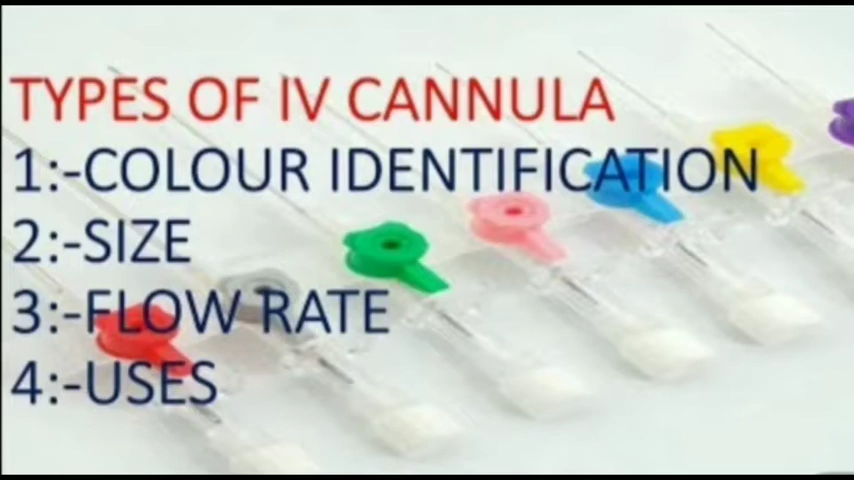 TYPES OF IV CANNULA
1:-COLOUR IDENTIFICATION
2:-SIZE
3:-FLOW RATE
4:-USES